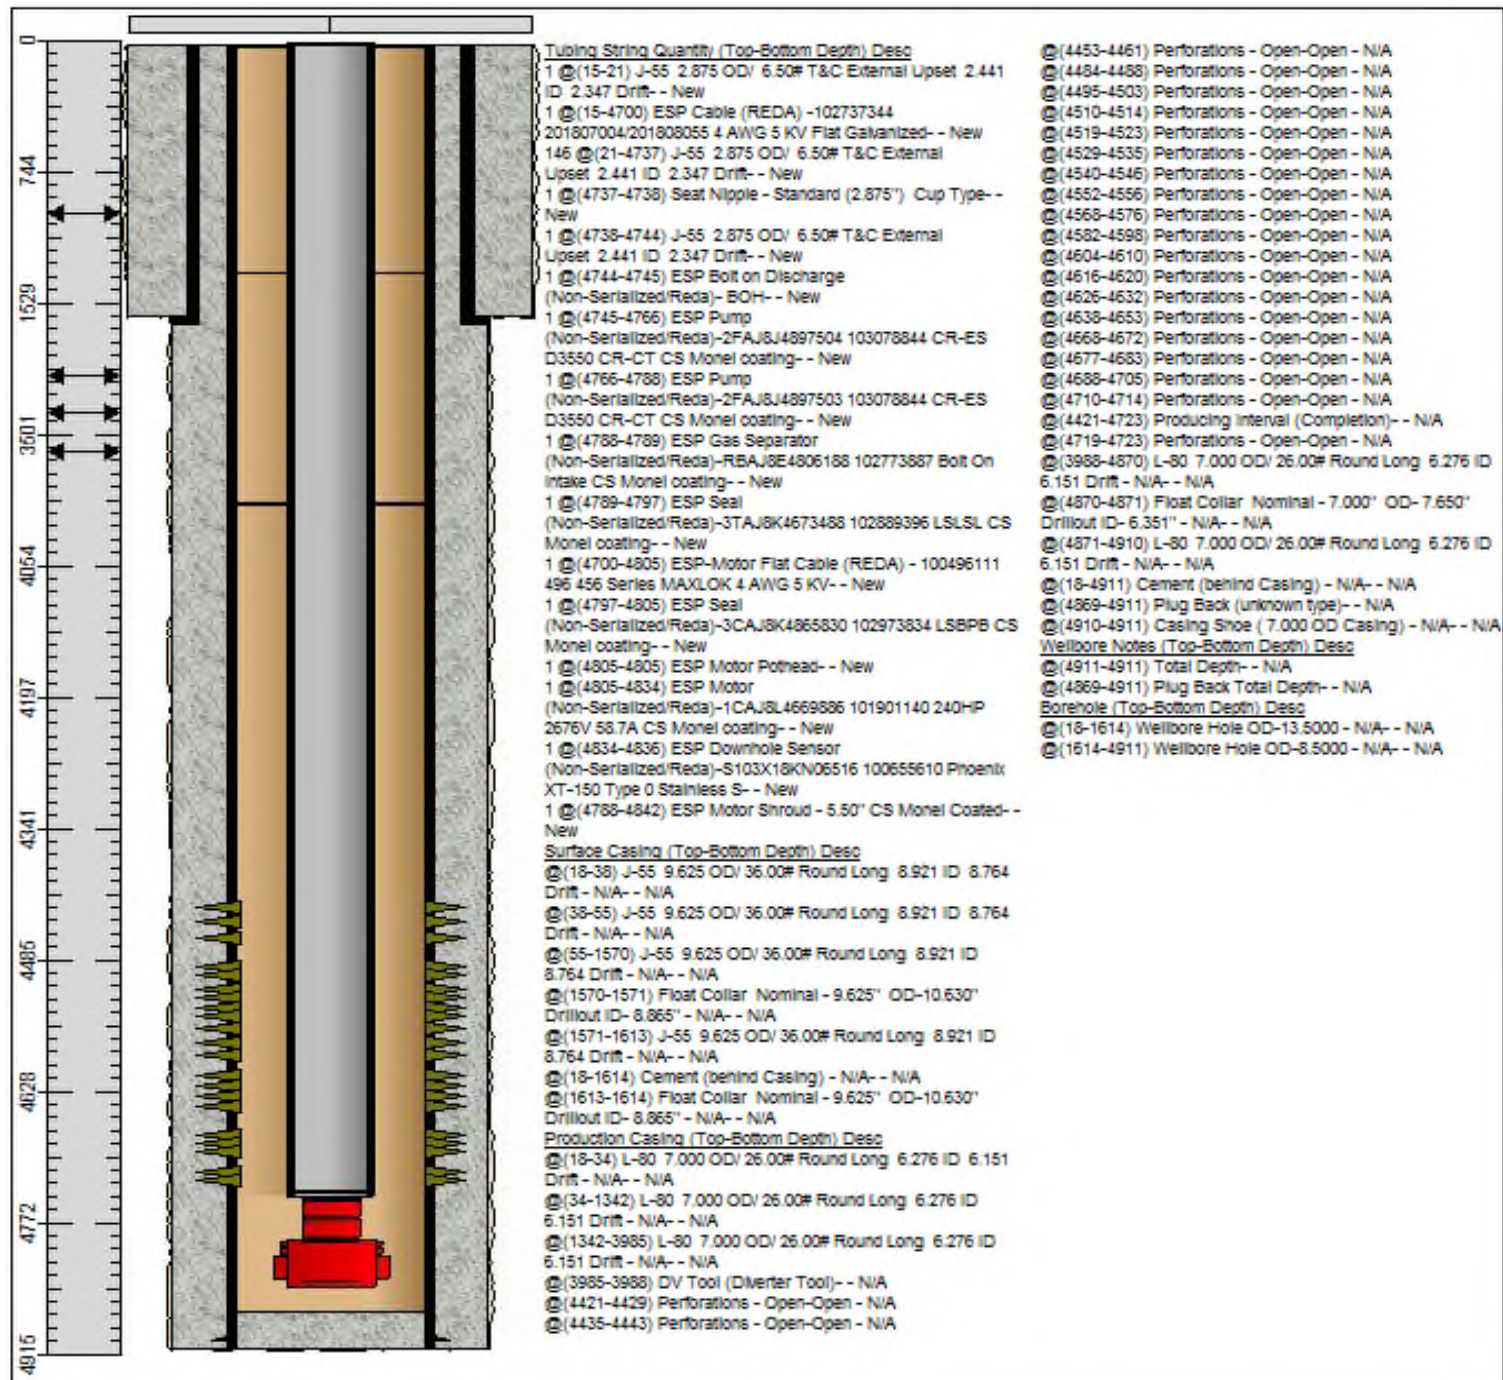 0
744
1529
3501
4054
4197
4341
4485
4628
4772
4915
Tubing String Quantity (Top-Bottom Depth) Desc
1 @(15-21) J-55 2.875 OD/ 6.50# T&C External Upset 2.441
ID 2.347 Drift- - New
1 @(15-4700) ESP Cable (REDA) -102737344
201807004/201808055 4 AWG 5 KV Flat Galvanized- - New
146 @(21-4737) J-55 2.875 OD/ 6.50# T&C External
Upset 2.441 ID 2.347 Drift- - New
1 @(4737-4738) Seat Nipple - Standard (2.875") Cup Type- -
New
1 @(4738-4744) J-55 2.875 OD/ 6.50# T&C External
Upset 2.441 ID 2.347 Drift- - New
1 @(4744-4745) ESP Bolt on Discharge
(Non-Serialized/Reda)- BOH- - New
1 @(4745-4766) ESP Pump
(Non-Serialized/Reda)-2FAJ8J4897504 103078844 CR-ES
D3550 CR-CT CS Monel coating- - New
1 @(4766-4788) ESP Pump
(Non-Serialized/Reda)-2FAJ8J4897503 103078844 CR-ES
D3550 CR-CT CS Monel coating- - New
1 @(4788-4789) ESP Gas Separator
(Non-Serialized/Reda)-RBAJ8E4806188 102773887 Bolt On
Intake CS Monel coating- - New
1 @(4789-4797) ESP Seal
(Non-Serialized/Reda)-3TAJ8K4673488 102889396 LSLSL CS
Monel coating- - New
1 @(4700-4805) ESP-Motor Flat Cable (REDA) - 100496111
496 456 Series MAXLOK 4 AWG 5 KV- - New
1 @(4797-4805) ESP Seal
(Non-Serialized/Reda)-3CAJ8K4865830 102973834 LSBPB CS
Monel coating- - New
1 @(4805-4805) ESP Motor Pothead- - New
1 @(4805-4834) ESP Motor
(Non-Serialized/Reda)-1CAJ8L4669886 101901140 240HP
2676V 58.7A CS Monel coating- - New
1 @(4834-4836) ESP Downhole Sensor
(Non-Serialized/Reda)-S103X18KN06516 100655610 Phoenix
XT-150 Type 0 Stainless S- - New
1 @(4788-4842) ESP Motor Shroud - 5.50" CS Monel Coated- -
New
Surface Casing (Top-Bottom Depth) Desc
@(18-38) J-55 9.625 OD/ 36.00# Round Long 8.921 ID 8.764
Drift - N/A- - N/A
@(38-55) J-55 9.625 OD/ 36.00# Round Long 8.921 ID 8.764
Drift - N/A- - N/A
@(55-1570) J-55 9.625 OD/ 36.00# Round Long 8.921 ID
8.764 Drift - N/A- - N/A
@(1570-1571) Float Collar Nominal - 9.625" OD-10.630"
Drillout ID- 8.865" - N/A- - N/A
@(1571-1613) J-55 9.625 OD/ 36.00# Round Long 8.921 ID
8.764 Drift - N/A- - N/A
@(18-1614) Cement (behind Casing) - N/A- - N/A
@(1613-1614) Float Collar Nominal - 9.625" OD-10.630"
Drillout ID- 8.865" - N/A- - N/A
Production Casing (Top-Bottom Depth) Desc
@(18-34) L-80 7.000 OD/ 26.00# Round Long 6.276 ID 6.151
Drift - N/A- - N/A
@(34-1342) L-80 7.000 OD/ 26.00# Round Long 6.276 ID
6.151 Drift - N/A- - N/A
@(1342-3985) L-80 7.000 OD/ 26.00# Round Long 6.276 ID
6.151 Drift - N/A- - N/A
@(3985-3988) DV Tool (Diverter Tool)- - N/A
@(4421-4429) Perforations - Open-Open - N/A
@(4435-4443) Perforations - Open-Open - N/A
@(4453-4461) Perforations - Open-Open - N/A
@(4484-4488) Perforations - Open-Open - N/A
@(4495-4503) Perforations - Open-Open - N/A
@(4510-4514) Perforations - Open-Open - N/A
@(4519-4523) Perforations - Open-Open - N/A
@(4529-4535) Perforations - Open-Open - N/A
@(4540-4546) Perforations - Open-Open - N/A
@(4552-4556) Perforations - Open-Open - N/A
@(4568-4576) Perforations - Open-Open - N/A
@(4582-4598) Perforations - Open-Open - N/A
@(4604-4610) Perforations - Open-Open - N/A
@(4616-4620) Perforations - Open-Open - N/A
@(4626-4632) Perforations - Open-Open - N/A
@(4638-4653) Perforations - Open-Open - N/A
@(4668-4672) Perforations - Open-Open - N/A
@(4677-4683) Perforations - Open-Open - N/A
@(4688-4705) Perforations - Open-Open - N/A
@(4710-4714) Perforations - Open-Open - N/A
@(4421-4723) Producing Interval (Completion)- - N/A
@(4719-4723) Perforations - Open-Open - N/A
@(3988-4870) L-80 7.000 OD/ 26.00# Round Long 6.276 ID
6.151 Drift - N/A- - N/A
@(4870-4871) Float Collar Nominal - 7.000" OD- 7.650"
Drillout ID- 6.351" - N/A- - N/A
@(4871-4910) L-80 7.000 OD/ 26.00# Round Long 6.276 ID
6.151 Drift - N/A- - N/A
@(18-4911) Cement (behind Casing) - N/A- - N/A
@(4869-4911) Plug Back (unknown type)- - N/A
@(4910-4911) Casing Shoe ( 7.000 OD Casing) - N/A- - N/A
Wellbore Notes (Top-Bottom Depth) Desc
@(4911-4911) Total Depth- - N/A
@(4869-4911) Plug Back Total Depth- - N/A
Borehole (Top-Bottom Depth) Desc
@(18-1614) Wellbore Hole OD-13.5000 - N/A- - N/A
@(1614-4911) Wellbore Hole OD-8.5000 - N/A- - N/A